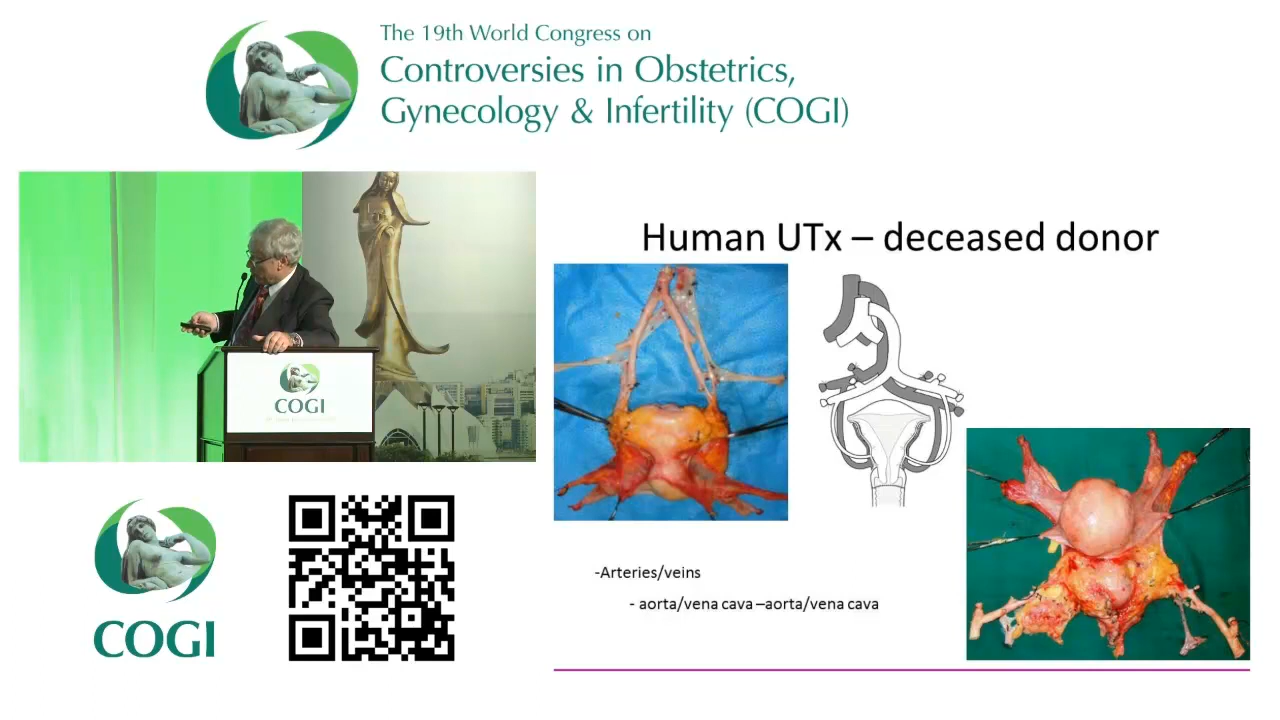 The 19th World Congress on
Controversies in Obstetrics,
Gynecology & Infertility (COGI)
Human UTx – deceased donor
COGI
-Arteries/veins
- aorta/vena cava –aorta/vena cava
COGI